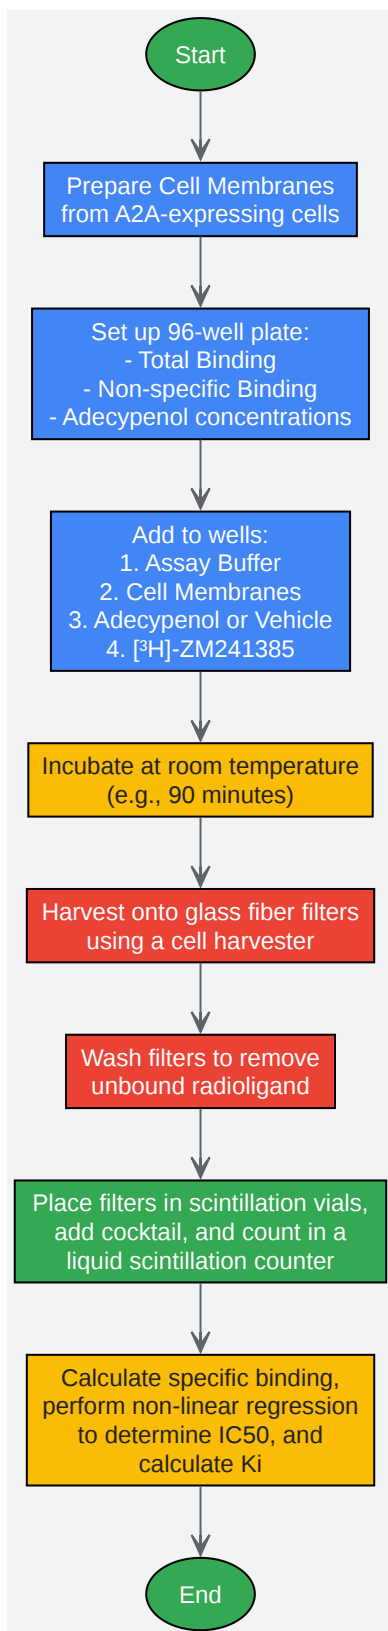 Start
Prepare Cell Membranes
from A2A-expressing cells
Set up 96-well plate:
- Total Binding
- Non-specific Binding
- Adecypenol concentrations
Add to wells:
1. Assay Buffer
2. Cell Membranes
3. Adecypenol or Vehicle
4. [³H]-ZM241385
Incubate at room temperature
(e.g., 90 minutes)
Harvest onto glass fiber filters
using a cell harvester
Wash filters to remove
unbound radioligand
Place filters in scintillation vials,
add cocktail, and count in a
liquid scintillation counter
Calculate specific binding,
perform non-linear regression
to determine IC50, and
calculate Ki
End